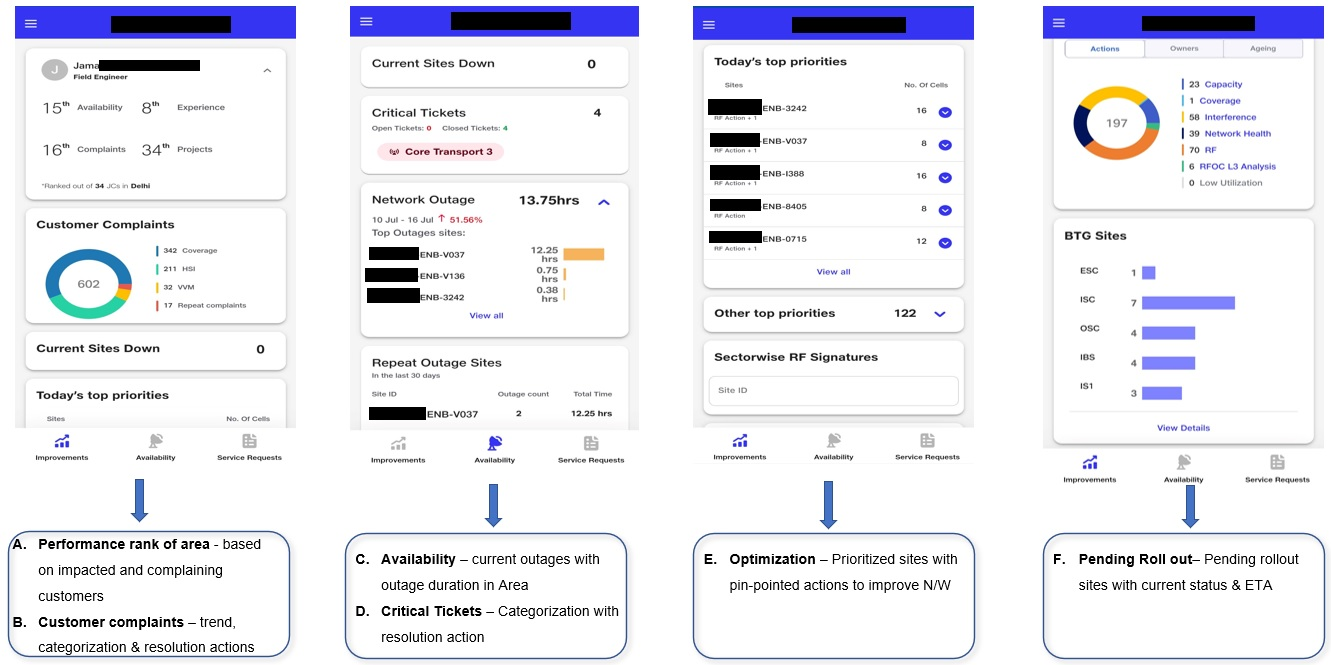 Jama
Field Engineer
J
15th Availability 8th Experience
16th Complaints 34th Projects
*Ranked out of 34 JCs in Delhi
Customer Complaints
602
342 Coverage
211 HSI
32 VVM
17 Repeat complaints
Current Sites Down 0
Today's top priorities
Sites No. Of Cells
Improvements Availability Service Requests
A. Performance rank of area - based
on impacted and complaining
customers
B. Customer complaints – trend,
categorization & resolution actions
Current Sites Down 0
Critical Tickets 4
Open Tickets: 0 Closed Tickets: 4
Core Transport 3
Network Outage 13.75hrs
10 Jul - 16 Jul ↑ 51.56%
Top Outages sites:
ENB-V037 12.25 hrs
ENB-V136 0.75 hrs
ENB-3242 0.38 hrs
View all
Repeat Outage Sites
In the last 30 days
Site ID Outage count Total Time
ENB-V037 2 12.25 hrs
Improvements Availability Service Requests
C. Availability – current outages with
outage duration in Area
D. Critical Tickets – Categorization with
resolution action
Today's top priorities
Sites No. Of Cells
ENB-3242 16
RF Action + 1
-ENB-V037 8
RF Action + 1
-ENB-I388 16
RF Action + 1
ENB-8405 8
RF Action
ENB-0715 12
RF Action + 1
View all
Other top priorities 122
Sectorwise RF Signatures
Site ID
Improvements Availability Service Requests
E. Optimization – Prioritized sites with
pin-pointed actions to improve N/W
Actions Owners Ageing
197
23 Capacity
1 Coverage
58 Interference
39 Network Health
70 RF
6 RFOC L3 Analysis
0 Low Utilization
BTG Sites
ESC 1
ISC 7
OSC 4
IBS 4
IS1 3
View Details
Improvements Availability Service Requests
F. Pending Roll out– Pending rollout
sites with current status & ETA